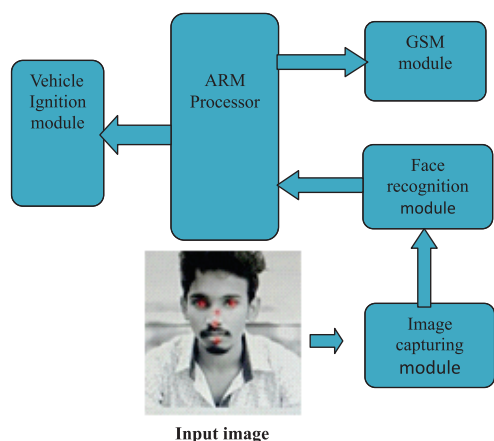 GSM
module
Vehicle
Ignition
module
ARM
Processor
Face
recognition
module
Image
capturing
module
Input image